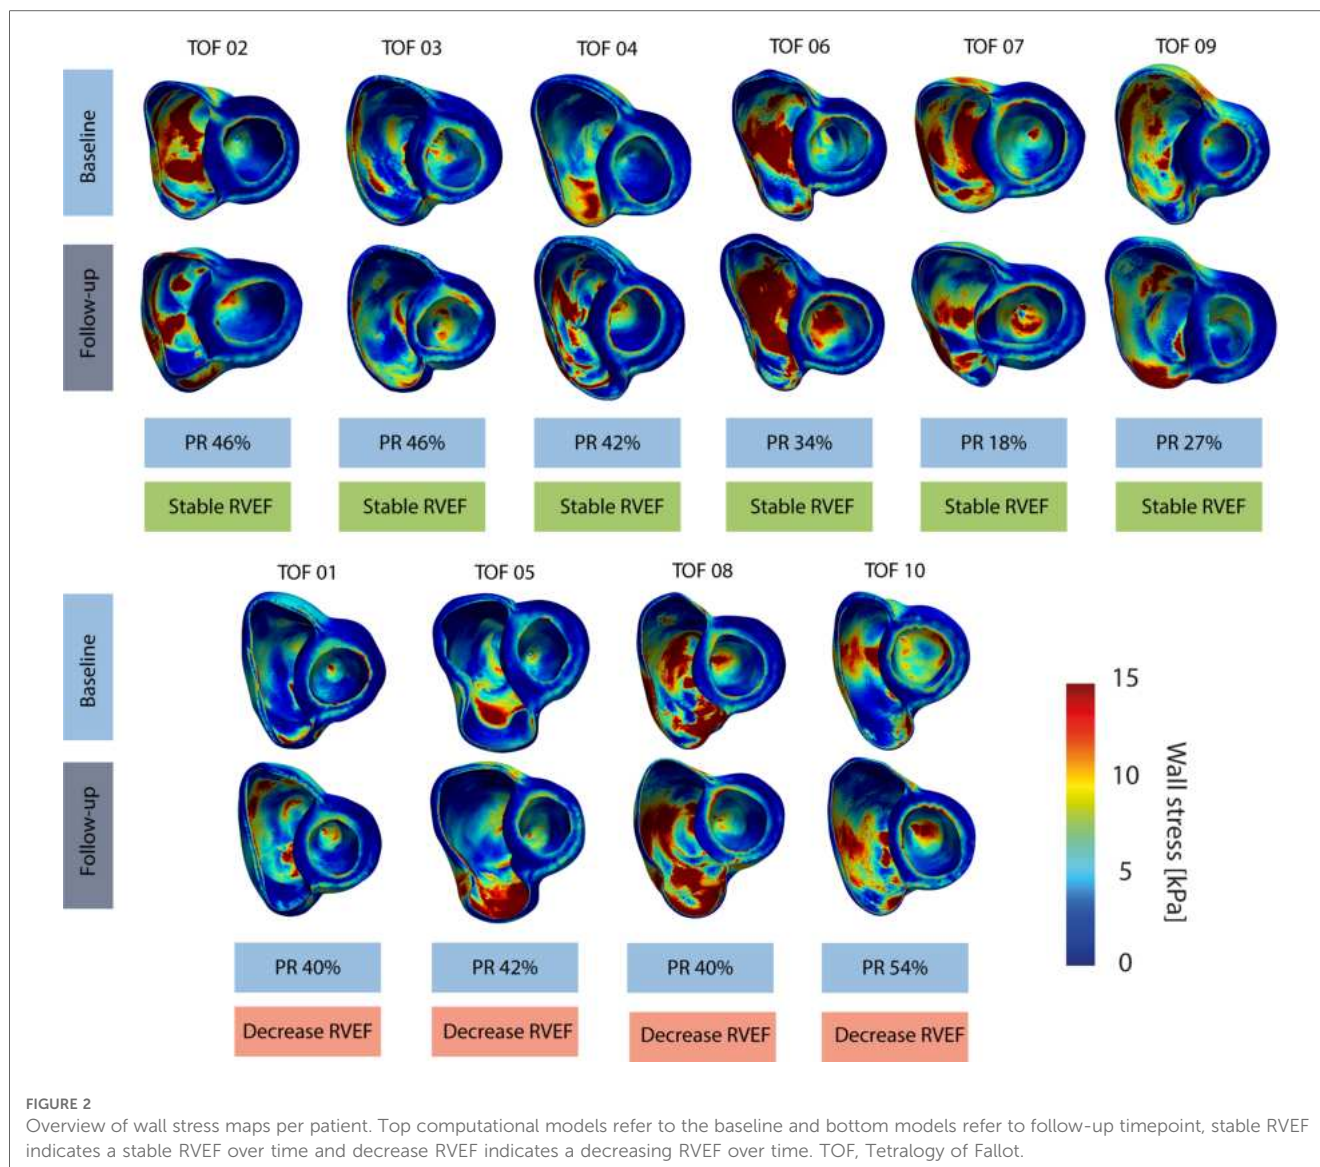 TOF 02 TOF 03 TOF 04 TOF 06 TOF 07 TOF 09
Baseline
Follow-up
PR 46% PR 46% PR 42% PR 34% PR 18% PR 27%
Stable RVEF Stable RVEF Stable RVEF Stable RVEF Stable RVEF Stable RVEF
TOF 01 TOF 05 TOF 08 TOF 10
Baseline
Follow-up
15
10
5
0
Wall stress [kPa]
PR 40% PR 42% PR 40% PR 54%
Decrease RVEF Decrease RVEF Decrease RVEF Decrease RVEF
FIGURE 2
Overview of wall stress maps per patient. Top computational models refer to the baseline and bottom models refer to follow-up timepoint, stable RVEF
indicates a stable RVEF over time and decrease RVEF indicates a decreasing RVEF over time. TOF, Tetralogy of Fallot.